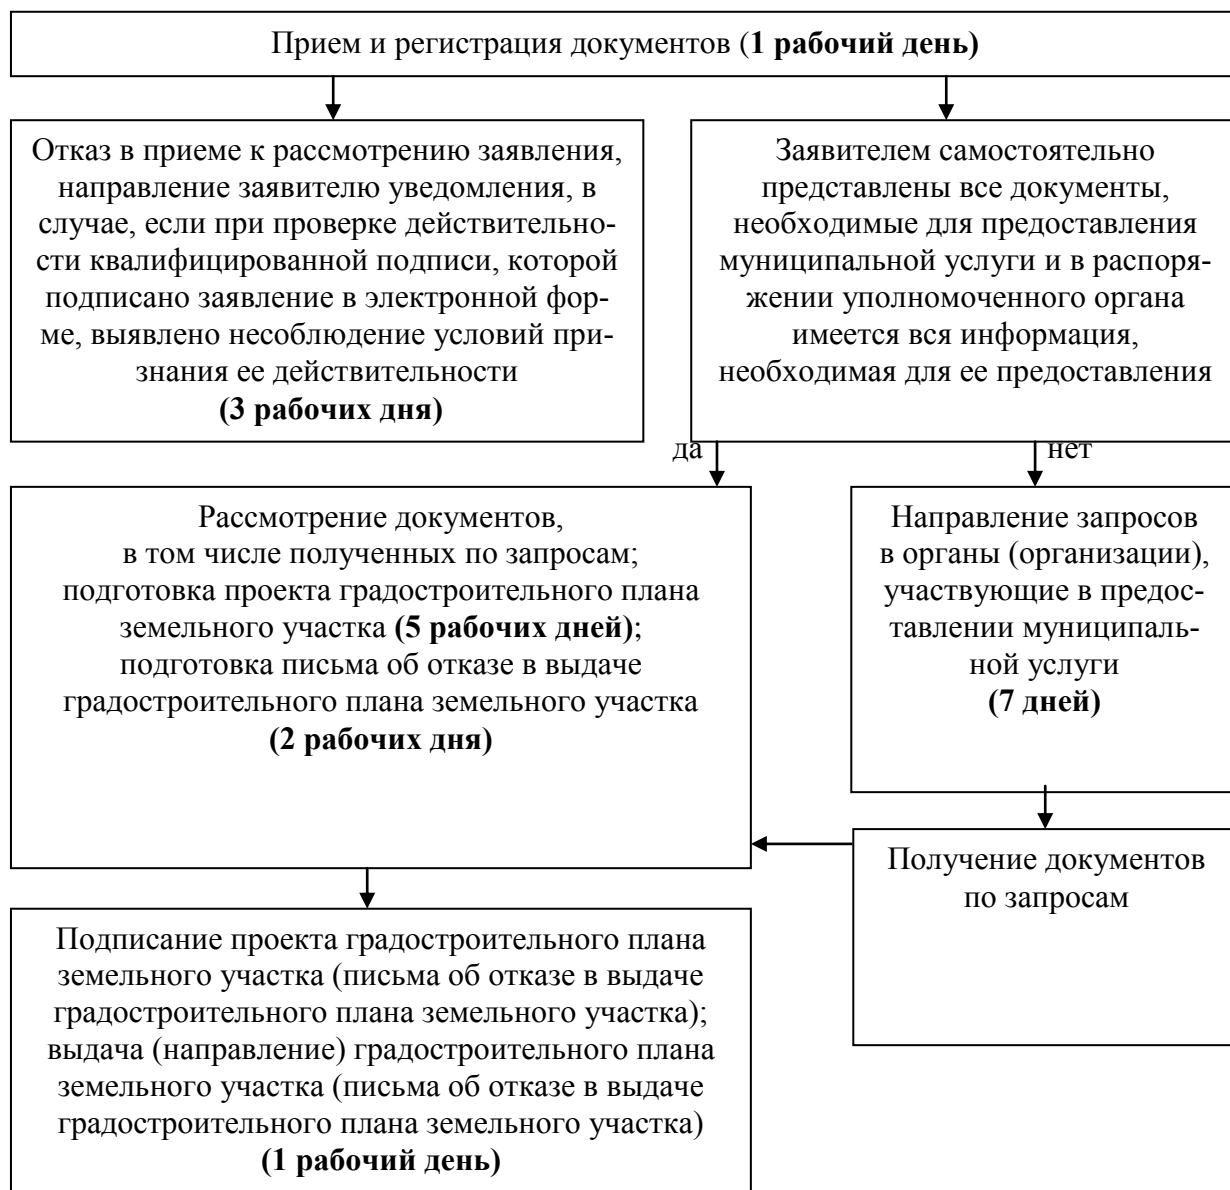 Прием и регистрация документов (1 рабочий день)
Отказ в приеме к рассмотрению заявления,
направление заявителю уведомления, в
случае, если при проверке действительно-
сти квалифицированной подписи, которой
подписано заявление в электронной фор-
ме, выявлено несоблюдение условий при-
знания ее действительности
(3 рабочих дня)
Заявителем самостоятельно
представлены все документы,
необходимые для предоставления
муниципальной услуги и в распоря-
жении уполномоченного органа
имеется вся информация,
необходимая для ее предоставления
да
нет
Рассмотрение документов,
в том числе полученных по запросам;
подготовка проекта градостроительного плана
земельного участка (5 рабочих дней);
подготовка письма об отказе в выдаче
градостроительного плана земельного участка
(2 рабочих дня)
Направление запросов
в органы (организации),
участвующие в предос-
тавлении муниципаль-
ной услуги
(7 дней)
Получение документов
по запросам
Подписание проекта градостроительного плана
земельного участка (письма об отказе в выдаче
градостроительного плана земельного участка);
выдача (направление) градостроительного плана
земельного участка (письма об отказе в выдаче
градостроительного плана земельного участка)
(1 рабочий день)